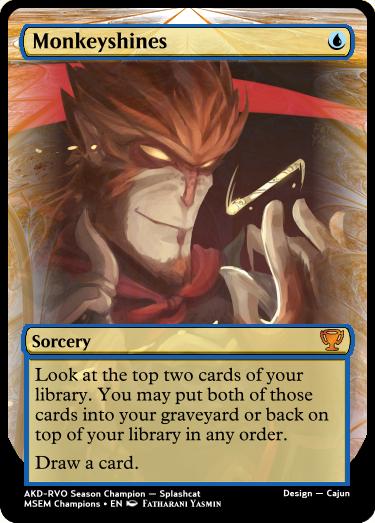 Monkeyshines
Sorcery
Look at the top two cards of your
library. You may put both of those
cards into your graveyard or back on
top of your library in any order.
Draw a card.
AKD-RVO Season Champion — Splashcat
Design — Cajun
MSEM Champions • EN Fatharani Yasmin